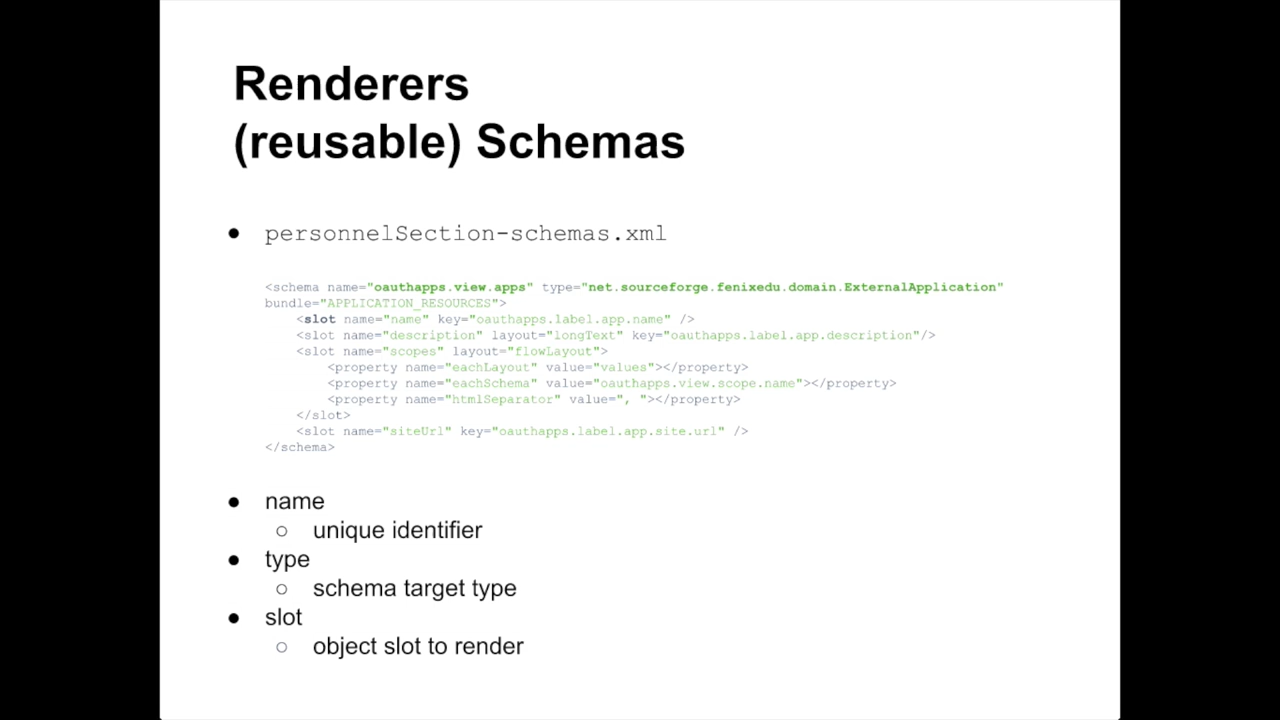 Renderers
(reusable) Schemas
● personnelSection-schemas.xml
<schema name="oauthapps.view.apps" type="net.sourceforge.fenixedu.domain.ExternalApplication"
bundle="APPLICATION_RESOURCES">
<slot name="name" key="oauthapps.label.app.name" />
<slot name="description" layout="longText" key="oauthapps.label.app.description"/>
<slot name="scopes" layout="flowLayout">
<property name="eachLayout" value="values"></property>
<property name="eachSchema" value="oauthapps.view.scope.name"></property>
<property name="htmlSeparator" value=", "></property>
</slot>
<slot name="siteUrl" key="oauthapps.label.app.site.url" />
</schema>
● name
○ unique identifier
● type
○ schema target type
● slot
○ object slot to render